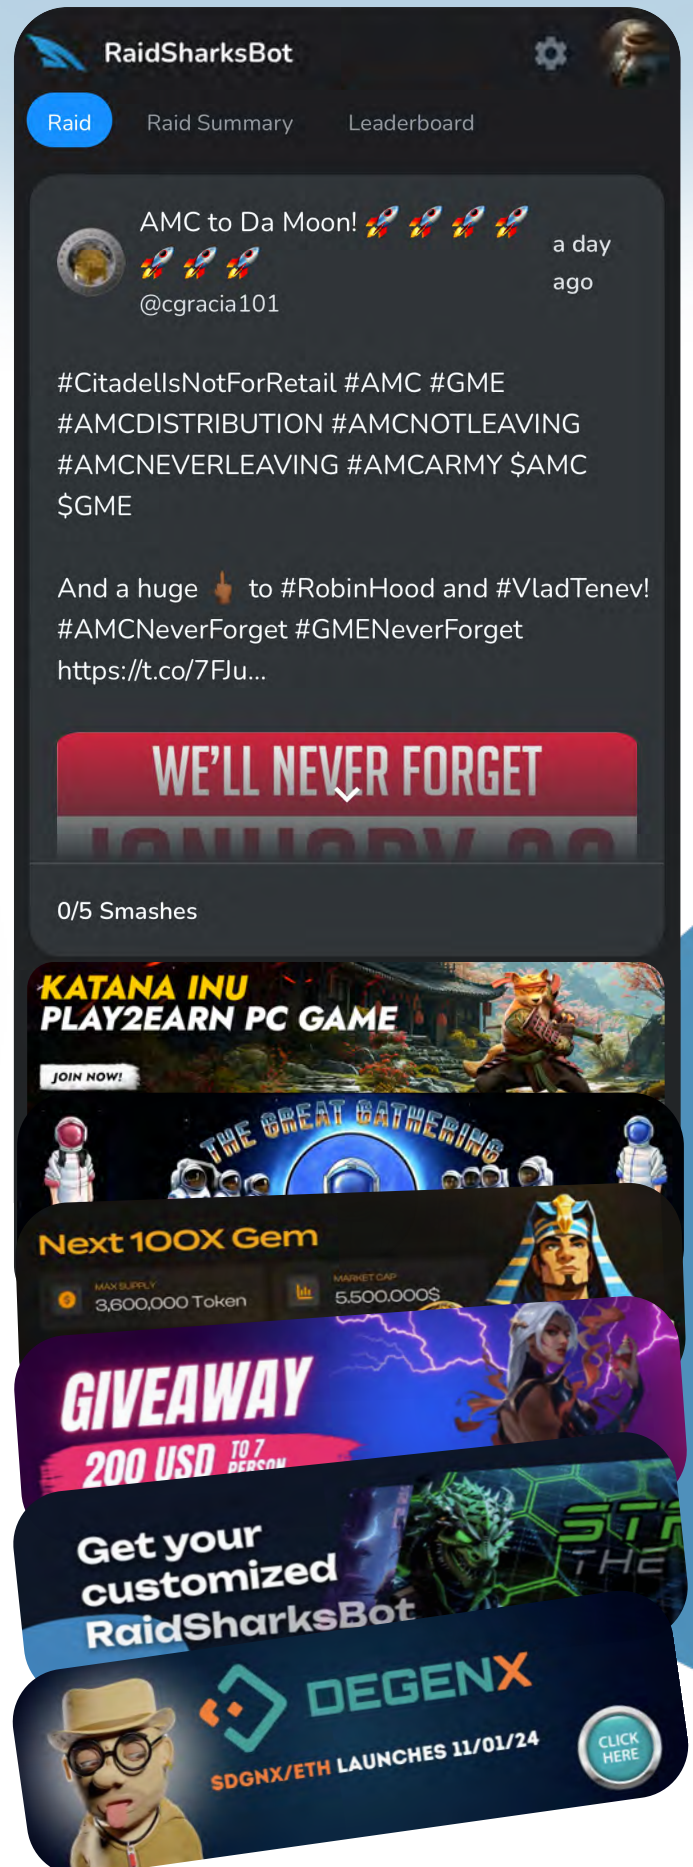 RaidSharksBot
Raid Raid Summary Leaderboard
AMC to Da Moon! 🚀 🚀 🚀 🚀
🚀 🚀 🚀
@cgracia101
a day
ago
#CitadelIsNotForRetail #AMC #GME
#AMCDISTRIBUTION #AMCNOTLEAVING
#AMCNEVERLEAVING #AMCARMY $AMC
$GME
And a huge 🖕🏾 to #RobinHood and #VladTenev!
#AMCNeverForget #GMENeverForget
https://t.co/7FJu...
WE'LL NEVER FORGET
0/5 Smashes
KATANA INU
PLAY2EARN PC GAME
JOIN NOW!
THE GREAT GATHERING
Next 100X Gem
MAX SUPPLY
3,600,000 Token
MARKET CAP
5.500.000$
GIVEAWAY
200 USD TO 7
PERSON
Get your
customized
RaidSharksBot
THE
DEGENX
$DGNX/ETH LAUNCHES 11/01/24
CLICK
HERE